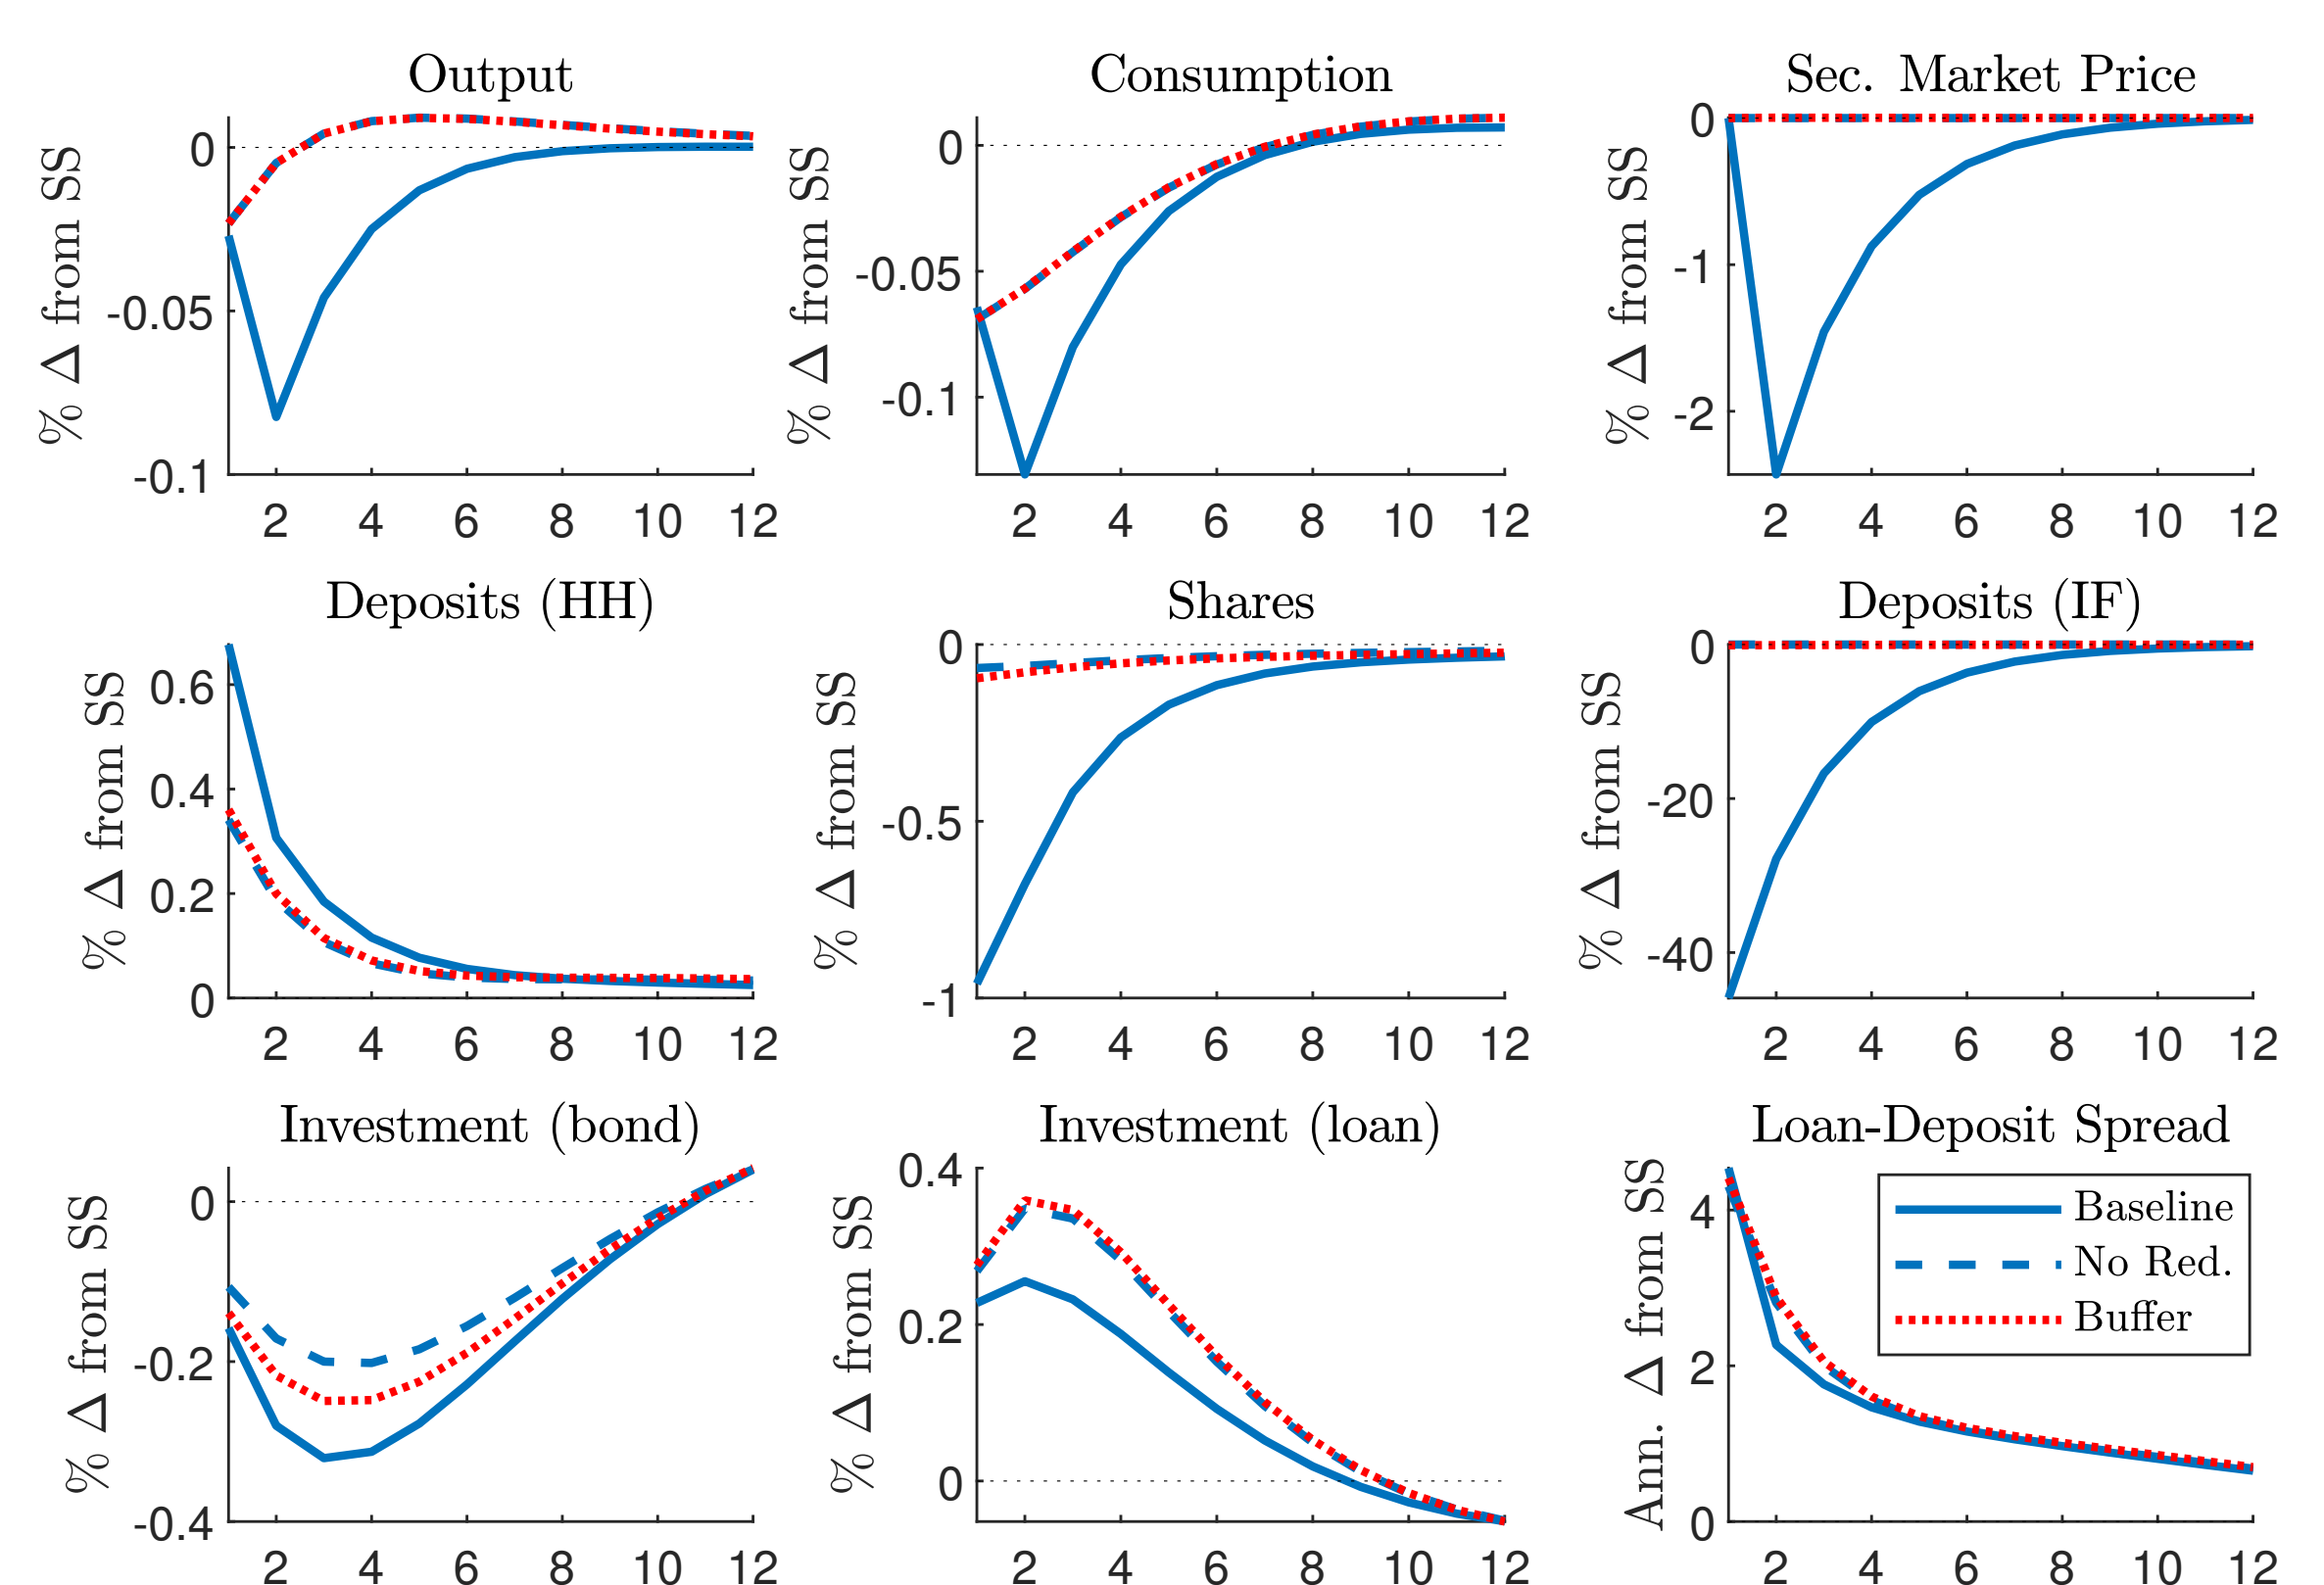 Output
% Δ from SS
0
-0.05
-0.1
2 4 6 8 10 12
Consumption
% Δ from SS
0
-0.05
-0.1
2 4 6 8 10 12
Sec. Market Price
% Δ from SS
0
-1
-2
2 4 6 8 10 12
Deposits (HH)
% Δ from SS
0.6
0.4
0.2
0
2 4 6 8 10 12
Shares
% Δ from SS
0
-0.5
-1
2 4 6 8 10 12
Deposits (IF)
% Δ from SS
0
-20
-40
2 4 6 8 10 12
Investment (bond)
% Δ from SS
0
-0.2
-0.4
2 4 6 8 10 12
Investment (loan)
% Δ from SS
0.4
0.2
0
2 4 6 8 10 12
Loan-Deposit Spread
Ann. Δ from SS
4
2
0
2 4 6 8 10 12
Baseline
No Red.
Buffer